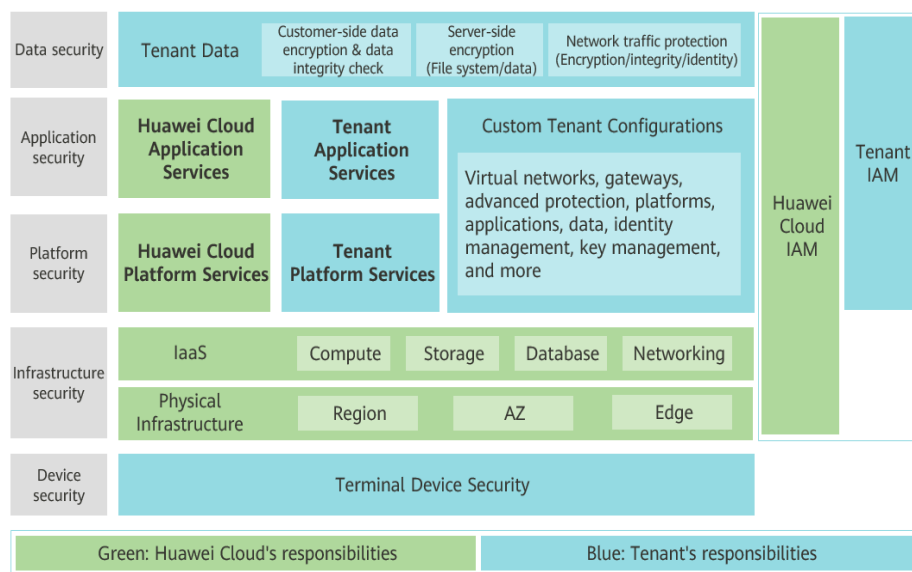 Data security
Tenant Data
Customer-side data
encryption & data
integrity check
Server-side
encryption
(File system/data)
Network traffic protection
(Encryption/integrity/identity)
Application
security
Huawei Cloud
Application
Services
Tenant
Application
Services
Custom Tenant Configurations
Virtual networks, gateways,
advanced protection, platforms,
applications, data, identity
management, key management,
and more
Platform
security
Huawei Cloud
Platform Services
Tenant
Platform Services
Huawei
Cloud
IAM
Tenant
IAM
Infrastructure
security
IaaS
Compute
Storage
Database
Networking
Physical
Infrastructure
Region
AZ
Edge
Device
security
Terminal Device Security
Green: Huawei Cloud's responsibilities
Blue: Tenant's responsibilities